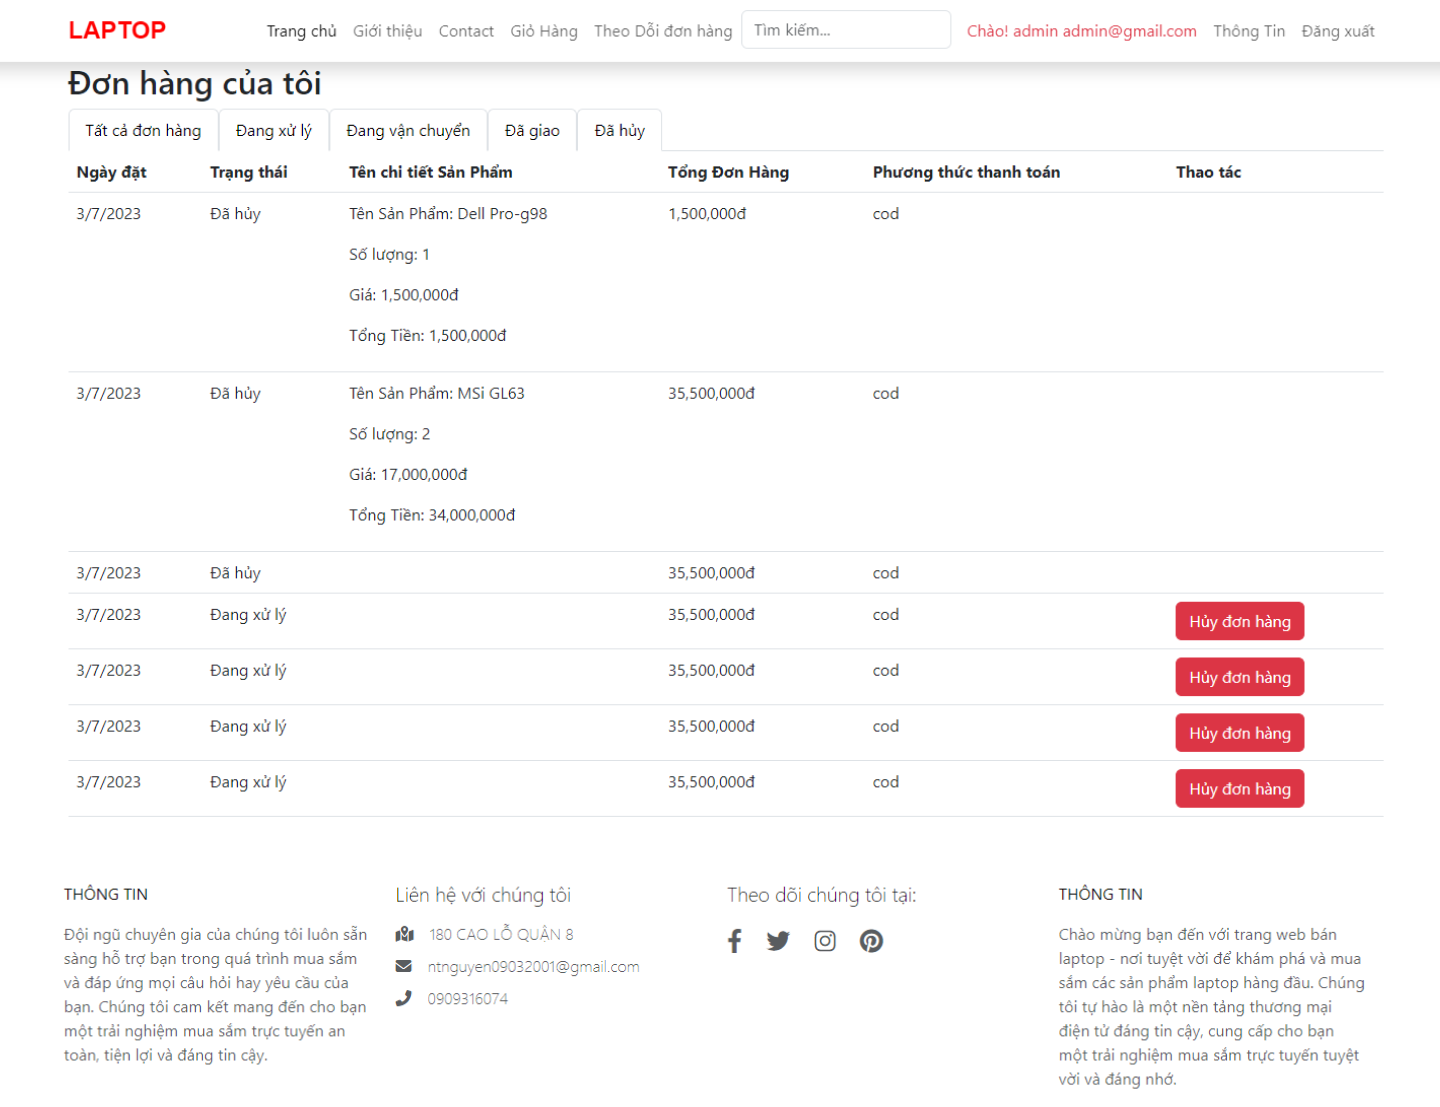 LAPTOP Trang chủ Giới thiệu Contact Giỏ Hàng Theo Dỗi đơn hàng Tìm kiếm... Chào! admin admin@gmail.com Thông Tin Đăng xuất
Đơn hàng của tôi
Tất cả đơn hàng Đang xử lý Đang vận chuyển Đã giao Đã hủy
Ngày đặt Trạng thái Tên chi tiết Sản Phẩm Tổng Đơn Hàng Phương thức thanh toán Thao tác
3/7/2023 Đã hủy Tên Sản Phẩm: Dell Pro-g98 1,500,000đ cod
Số lượng: 1
Giá: 1,500,000đ
Tổng Tiền: 1,500,000đ
3/7/2023 Đã hủy Tên Sản Phẩm: MSi GL63 35,500,000đ cod
Số lượng: 2
Giá: 17,000,000đ
Tổng Tiền: 34,000,000đ
3/7/2023 Đã hủy 35,500,000đ cod
3/7/2023 Đang xử lý 35,500,000đ cod Hủy đơn hàng
3/7/2023 Đang xử lý 35,500,000đ cod Hủy đơn hàng
3/7/2023 Đang xử lý 35,500,000đ cod Hủy đơn hàng
3/7/2023 Đang xử lý 35,500,000đ cod Hủy đơn hàng
THÔNG TIN
Đội ngũ chuyên gia của chúng tôi luôn sẵn
sàng hỗ trợ bạn trong quá trình mua sắm
và đáp ứng mọi câu hỏi hay yêu cầu của
bạn. Chúng tôi cam kết mang đến cho bạn
một trải nghiệm mua sắm trực tuyến an
toàn, tiện lợi và đáng tin cậy.
Liên hệ với chúng tôi
180 CAO LỖ QUẬN 8
ntnguyen09032001@gmail.com
0909316074
Theo dõi chúng tôi tại:
THÔNG TIN
Chào mừng bạn đến với trang web bán
laptop - nơi tuyệt vời để khám phá và mua
sắm các sản phẩm laptop hàng đầu. Chúng
tôi tự hào là một nền tảng thương mại
điện tử đáng tin cậy, cung cấp cho bạn
một trải nghiệm mua sắm trực tuyến tuyệt
vời và đáng nhớ.